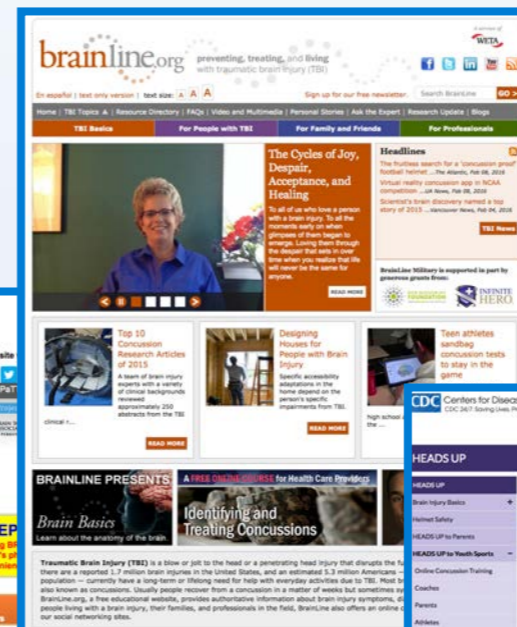 A service of
WETA
brainline.org
preventing, treating, and living
with traumatic brain injury (TBI)
En español | text only version | text size: A A A
Sign up for our free newsletter.
Search BrainLine
GO >
Home | TBI Topics A | Resource Directory | FAQs | Video and Multimedia | Personal Stories | Ask the Expert | Research Update | Blogs
TBI Basics
For People with TBI
For Family and Friends
For Professionals
The Cycles of Joy,
Despair,
Acceptance, and
Healing
To all of us who love a person
with a brain injury. To all the
moments early on when
glimpses of them began to
emerge. Loving them through
the despair that sets in over
time when you realize that life
will never be the same for
anyone.
READ MORE
Headlines
The fruitless search for a 'concussion proof'
football helmet ...The Atlantic, Feb 06, 2016
Virtual reality concussion app in NCAA
competition ...UA News, Feb 08, 2016
Scientist's brain discovery named a top
story of 2015 ...Vancouver News, Feb 04, 2016
TBI News
BrainLine Military is supported in part by
generous grants from:
FOUNDATION
INFINITE
HERO
Top 10
Concussion
Research Articles
of 2015
A team of brain injury
experts with a variety
of clinical backgrounds
reviewed
approximately 250
abstracts from the TBI
clinical r...
READ MORE
Designing
Houses for
People with Brain
Injury
Specific accessibility
adaptations in the
home depend on the
person's specific
impairments from TBI.
READ MORE
Teen athletes
sandbag
concussion tests
to stay in the
game
high school
the ...
BRAINLINE PRESENTS
Brain Basics
Learn about the anatomy of the brain.
A FREE ONLINE COURSE for Health Care Providers
Identifying and
Treating Concussions
Traumatic Brain Injury (TBI) is a blow or jolt to the head or a penetrating head injury that disrupts the
there are a reported 1.7 million brain injuries in the United States, and an estimated 5.3 million Americans —
population — currently have a long-term or lifelong need for help with everyday activities due to TBI. Most
also known as concussions. Usually people recover from a concussion in a matter of weeks but sometimes
BrainLine.org, a free educational website, provides authoritative information about brain injury symptoms,
people living with a brain injury, their families, and professionals in the field. BrainLine also offers an online
our social networking sites.
CDC
Centers for
CDC 24/7: Saving Lives.
HEADS UP
HEADS UP
Brain Injury Basics +
Helmet Safety
HEADS UP to Parents
HEADS UP to Youth Sports −
Online Concussion Training
Coaches
Parents
Athletes